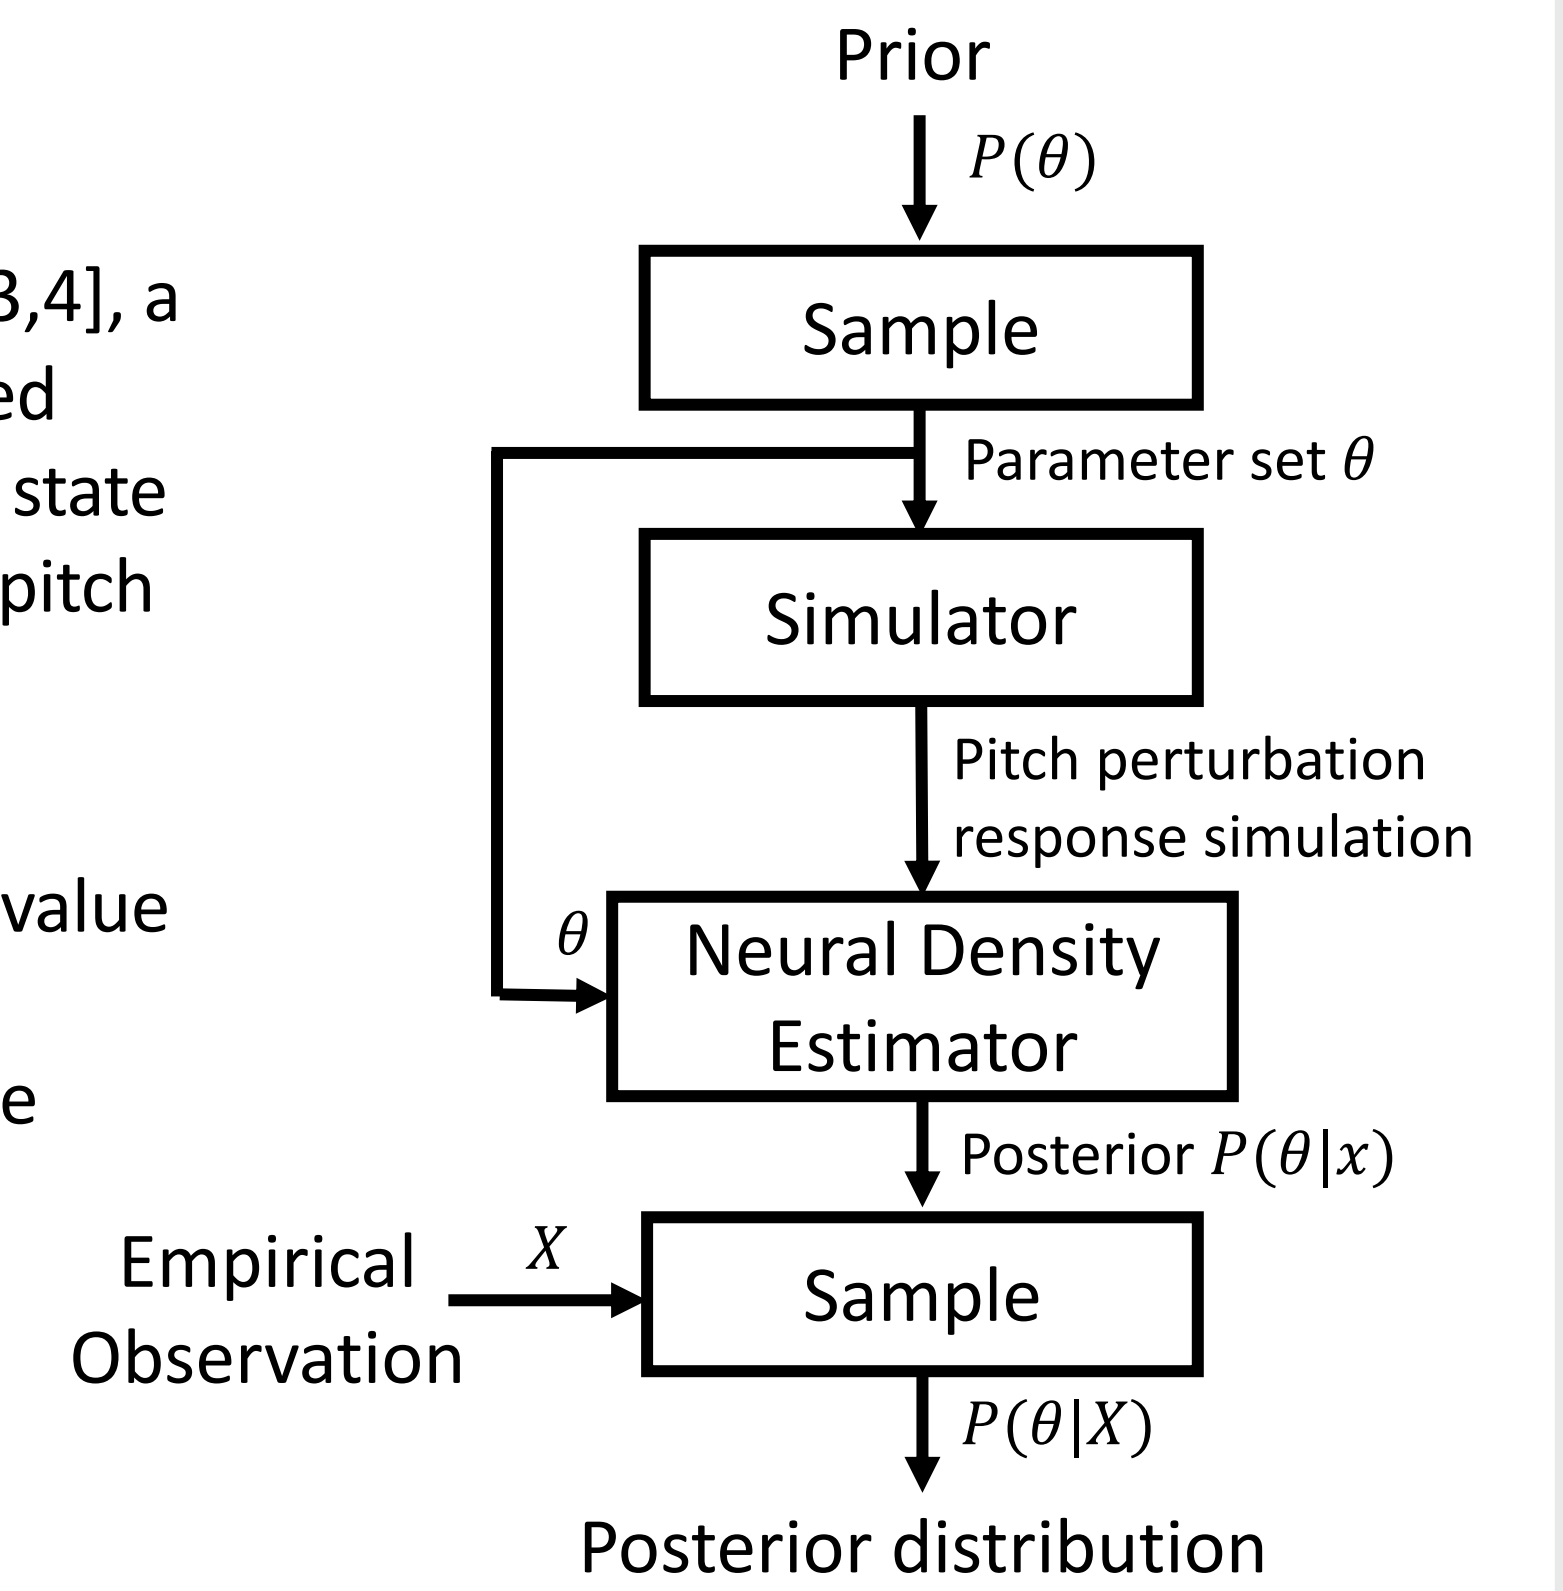 Prior
P(θ)
3,4], a
Sample
ed
Parameter set θ
state
pitch
Simulator
Pitch perturbation
response simulation
value
θ
Neural Density
Estimator
e
Posterior P(θ|x)
Empirical
Observation
X
Sample
P(θ|X)
Posterior distribution